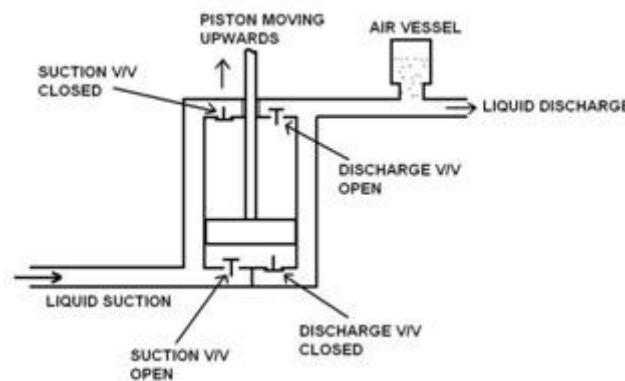 PISTON MOVING
UPWARDS
AIR VESSEL
SUCTION V/V
CLOSED
LIQUID DISCHARGE
DISCHARGE V/V
OPEN
LIQUID SUCTION
DISCHARGE V/V
CLOSED
SUCTION V/V
OPEN